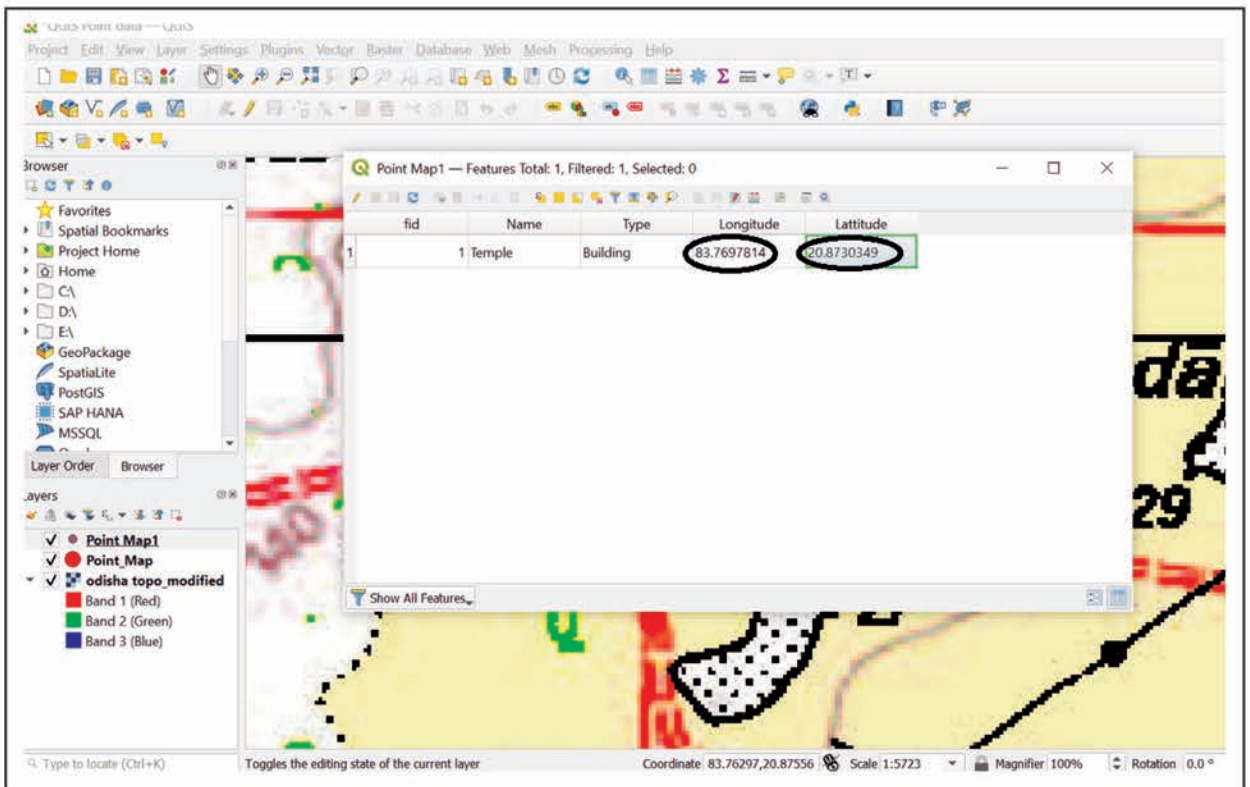 Project Edit View Layer Settings Plugins Vector Raster Database Web Mesh Processing Help
Browser
Favorites
Spatial Bookmarks
Project Home
Home
C:\
D:\
E:\
GeoPackage
SpatiaLite
PostGIS
SAP HANA
MSSQL
Layer Order Browser
Layers
Point Map1
Point_Map
odisha topo_modified
Band 1 (Red)
Band 2 (Green)
Band 3 (Blue)
Point Map1 — Features Total: 1, Filtered: 1, Selected: 0
fid Name Type Longitude Lattitude
1 1 Temple Building 83.7697814 20.8730349
Show All Features
da
29
40
Type to locate (Ctrl+K) Toggles the editing state of the current layer Coordinate 83.76297,20.87556 Scale 1:5723 Magnifier 100% Rotation 0.0 °